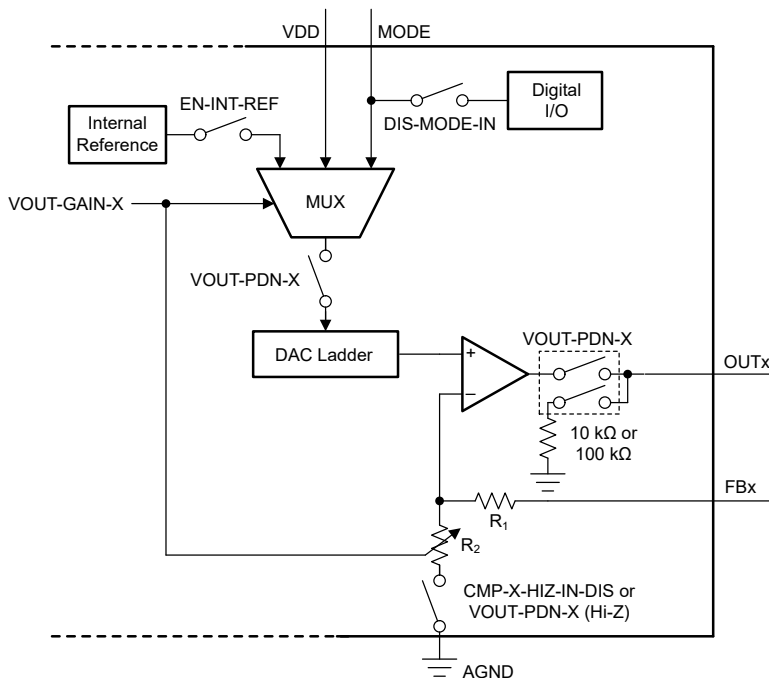 VDD
MODE
EN-INT-REF
Internal
Reference
DIS-MODE-IN
Digital
I/O
VOUT-GAIN-X
MUX
VOUT-PDN-X
DAC Ladder
+
–
VOUT-PDN-X
OUTx
10 kΩ or
100 kΩ
FBx
R₁
R₂
CMP-X-HIZ-IN-DIS or
VOUT-PDN-X (Hi-Z)
AGND